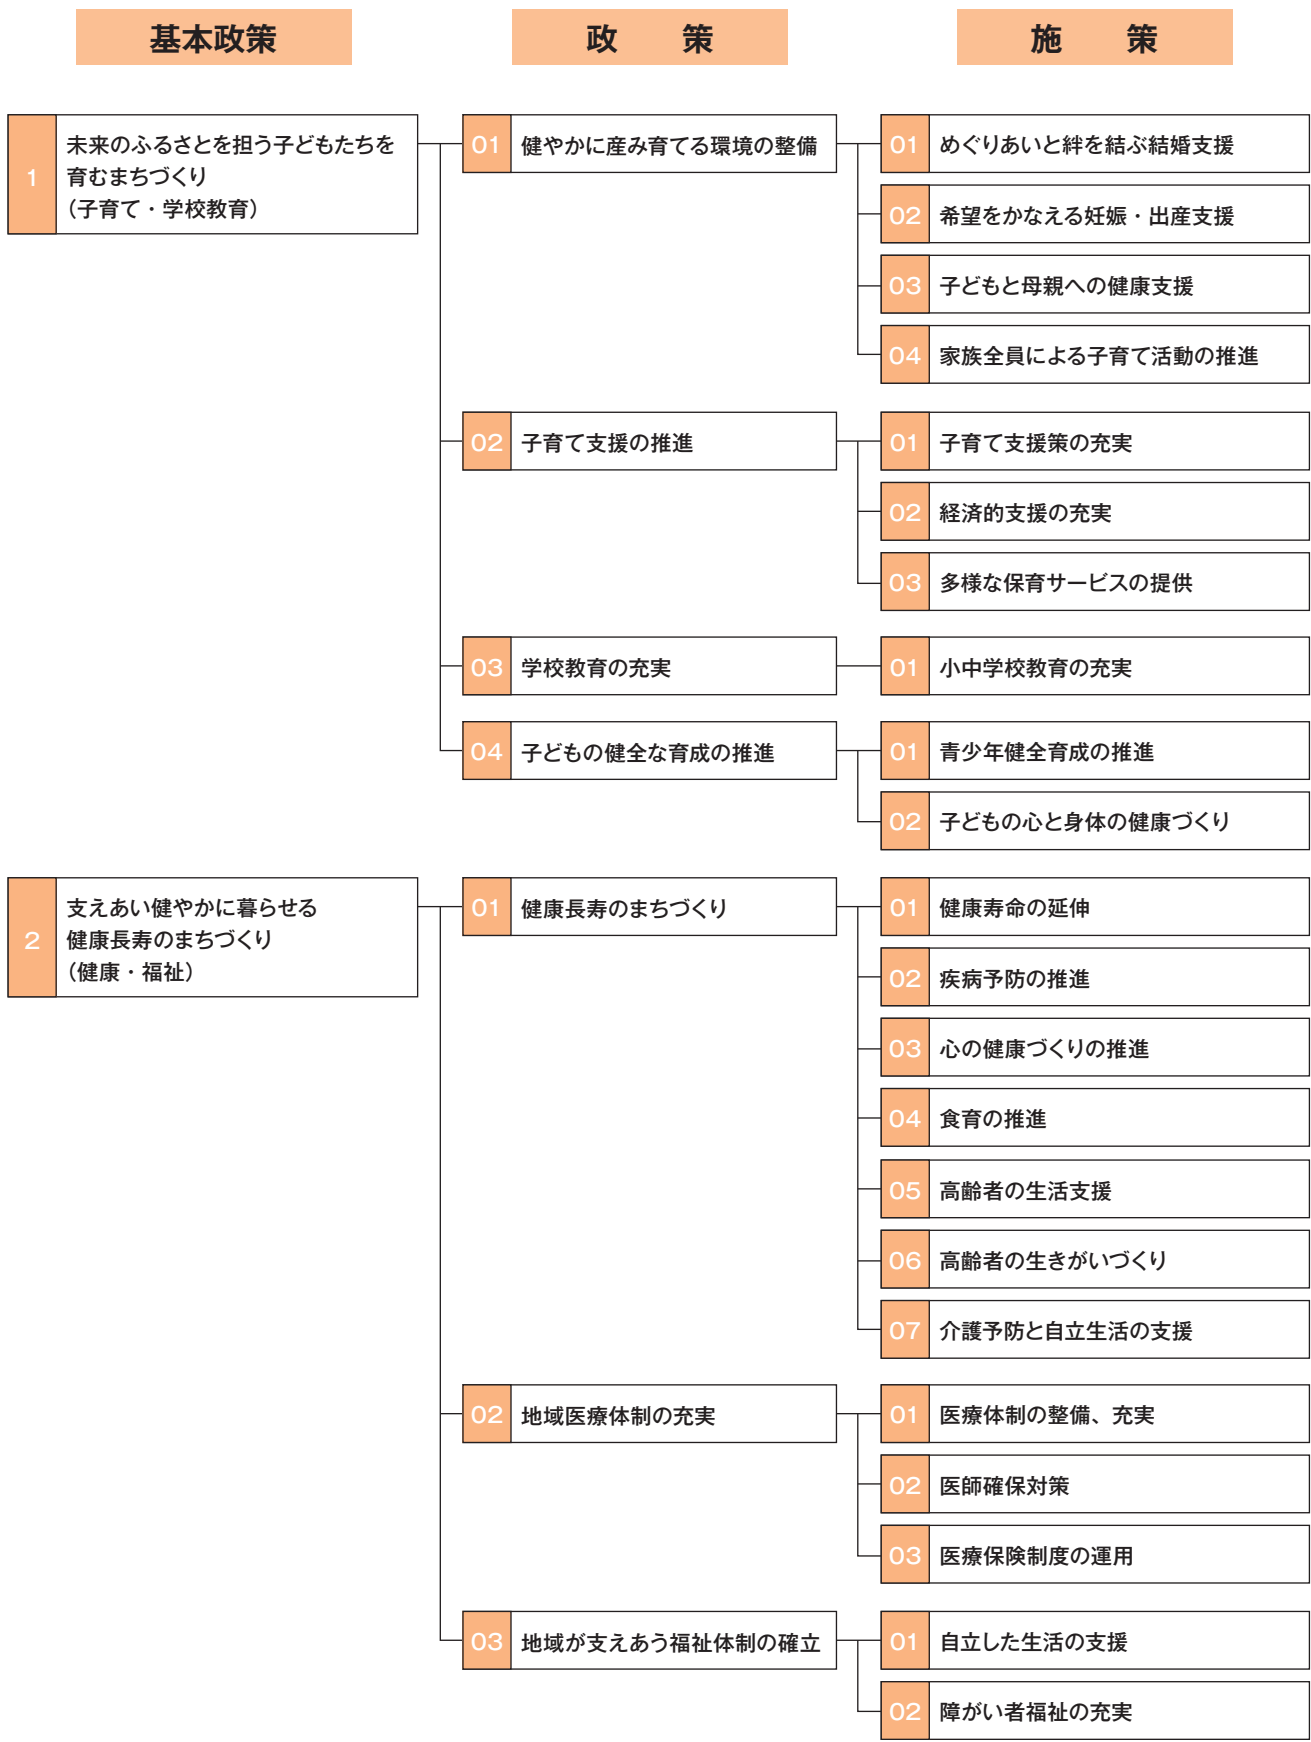 基本政策
政　策
施　策
1
未来のふるさとを担う子どもたちを
育むまちづくり
（子育て・学校教育）
01 健やかに産み育てる環境の整備
01 めぐりあいと絆を結ぶ結婚支援
02 希望をかなえる妊娠・出産支援
03 子どもと母親への健康支援
04 家族全員による子育て活動の推進
02 子育て支援の推進
01 子育て支援策の充実
02 経済的支援の充実
03 多様な保育サービスの提供
03 学校教育の充実
01 小中学校教育の充実
04 子どもの健全な育成の推進
01 青少年健全育成の推進
02 子どもの心と身体の健康づくり
2
支えあい健やかに暮らせる
健康長寿のまちづくり
（健康・福祉）
01 健康長寿のまちづくり
01 健康寿命の延伸
02 疾病予防の推進
03 心の健康づくりの推進
04 食育の推進
05 高齢者の生活支援
06 高齢者の生きがいづくり
07 介護予防と自立生活の支援
02 地域医療体制の充実
01 医療体制の整備、充実
02 医師確保対策
03 医療保険制度の運用
03 地域が支えあう福祉体制の確立
01 自立した生活の支援
02 障がい者福祉の充実